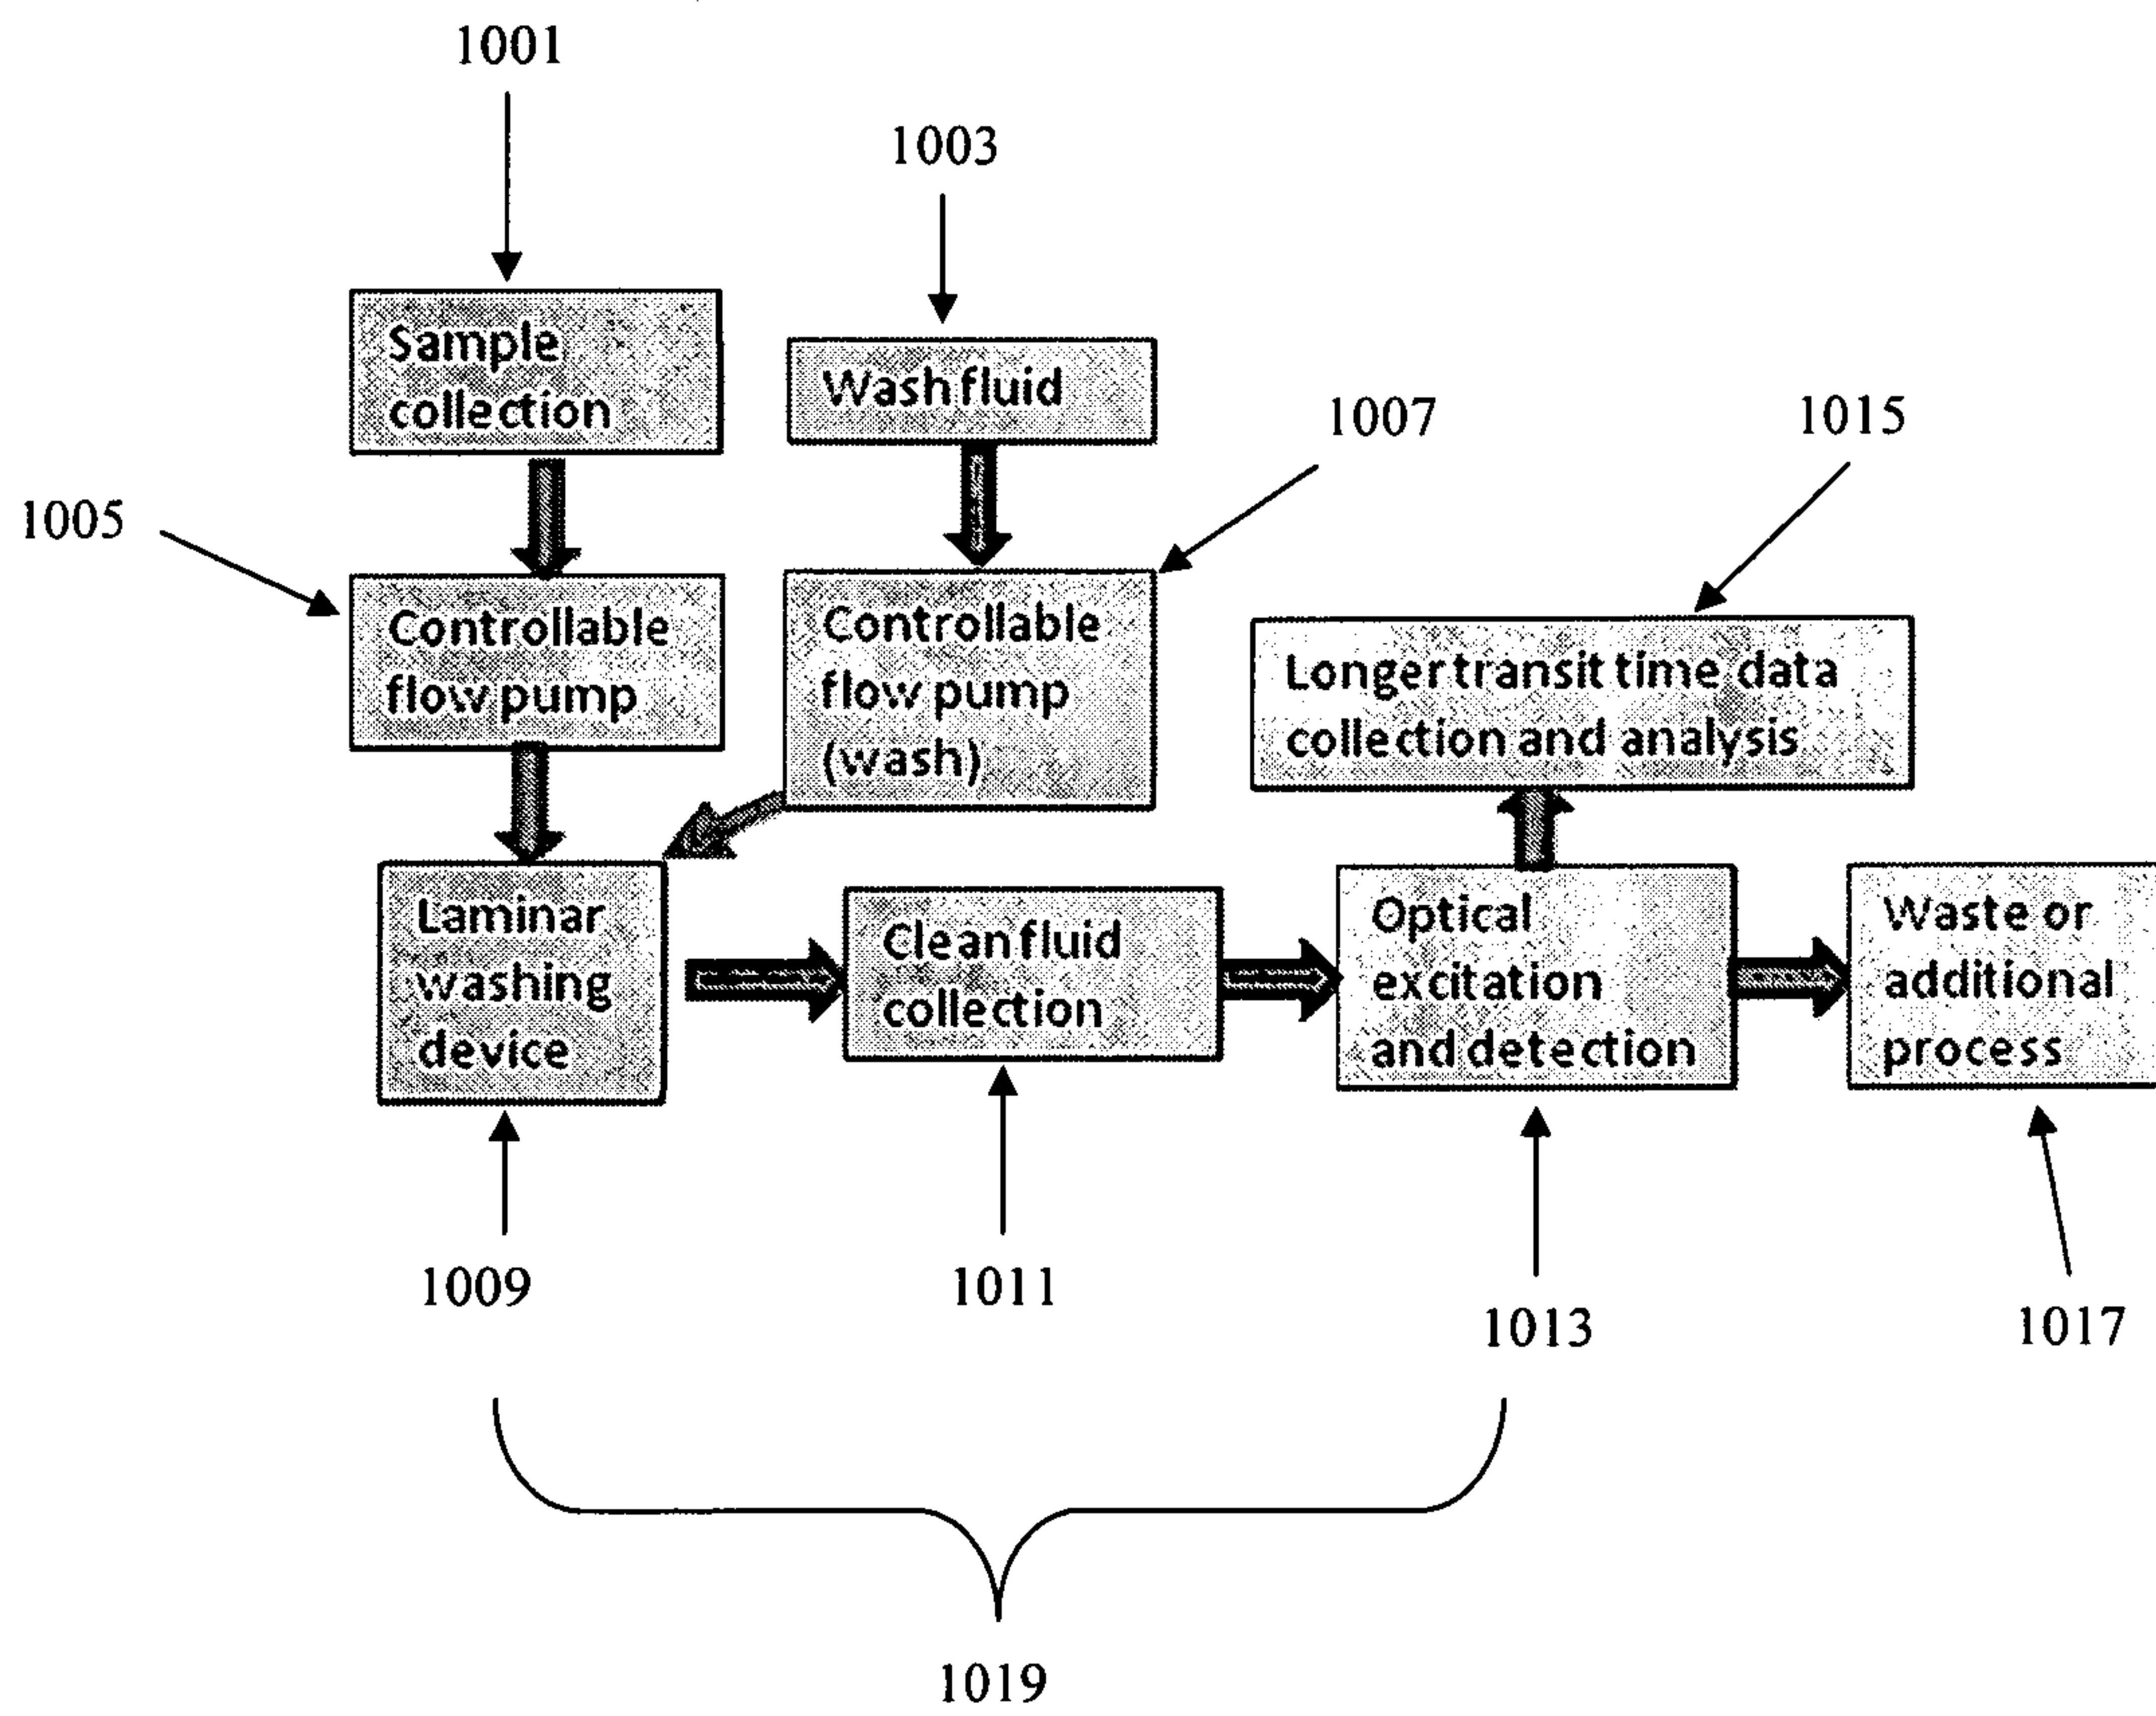 1001
1003
Sample
collection
Wash fluid
1007
1015
1005
Controllable
flow pump
Controllable
flow pump
(wash)
Longer transit time data
collection and analysis
Laminar
washing
device
Clean fluid
collection
Optical
excitation
and detection
Waste or
additional
process
1009
1011
1013
1017
1019